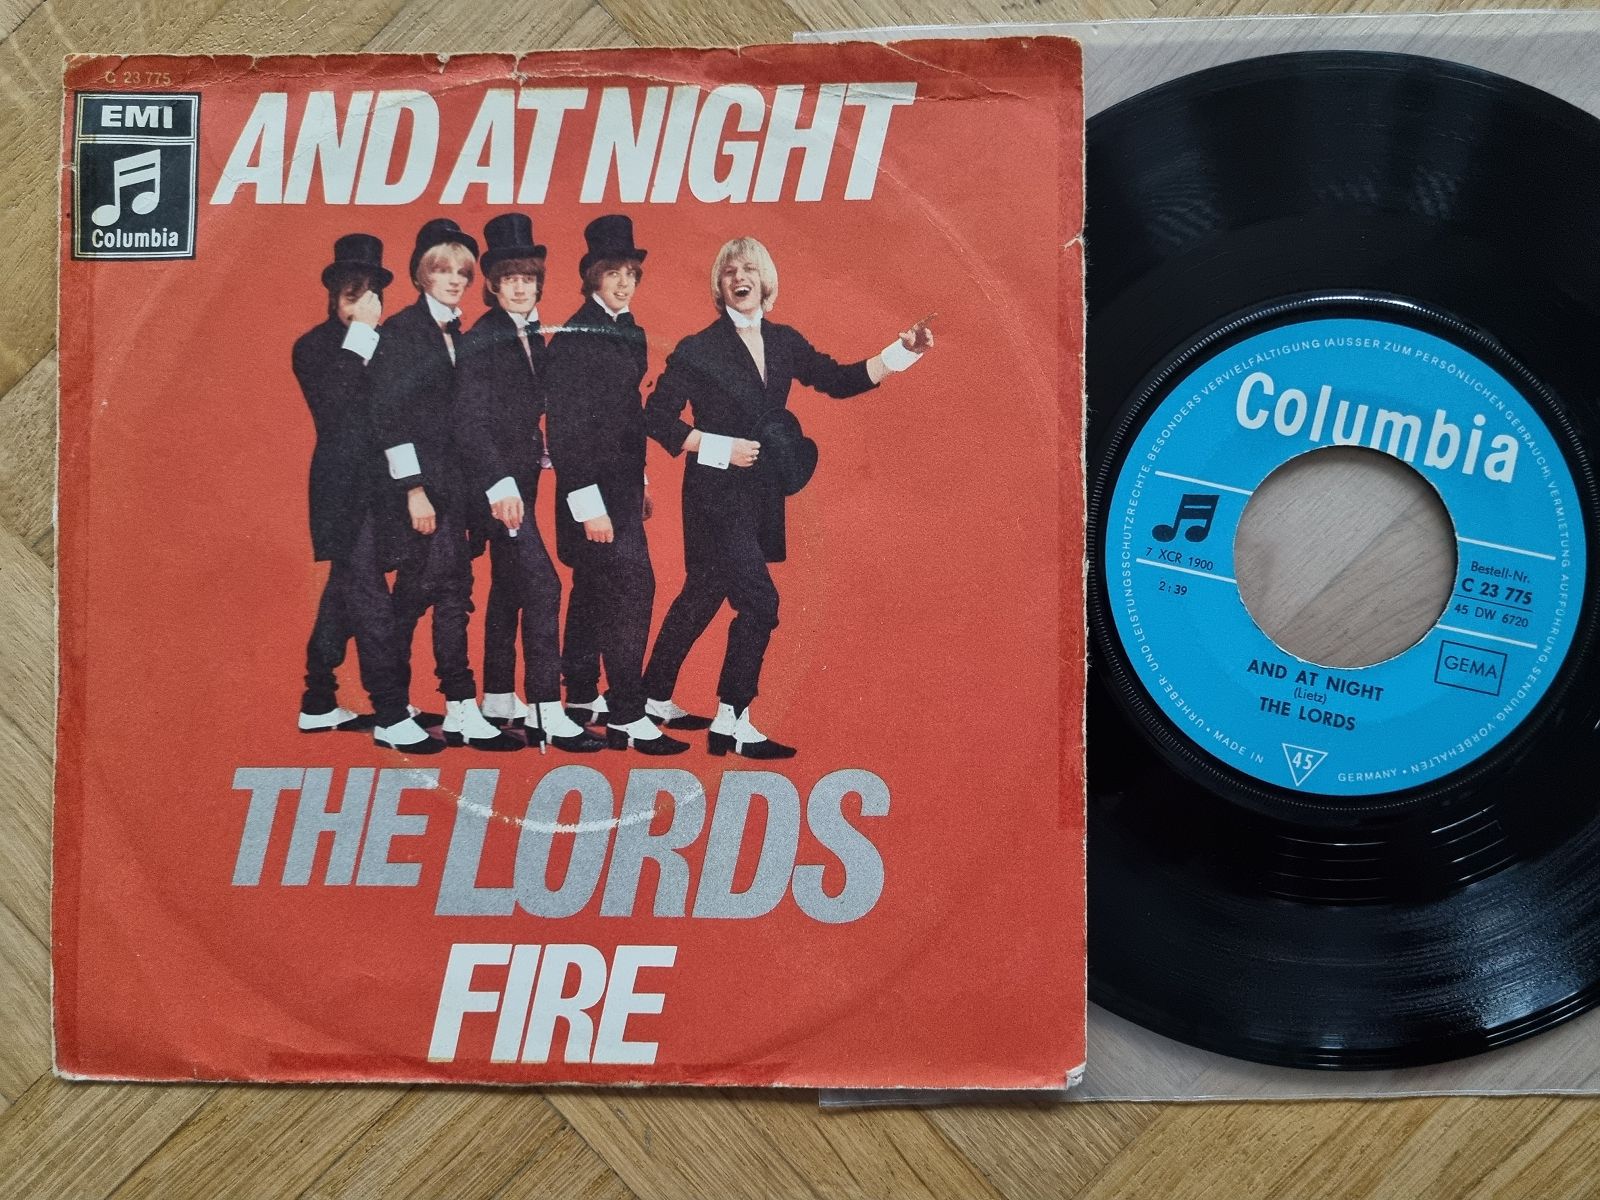 C 23 775
EMI
Columbia
AND AT NIGHT
THE LORDS
FIRE
URHEBER- UND LEISTUNGSSCHUTZRECHTE, BESONDERS VERVIELFÄLTIGUNG (AUSSER ZUM PERSÖNLICHEN GEBRAUCH), VERMIETUNG, AUFFÜHRUNG, SENDUNG, VORBEHALTEN •
Columbia
7 XCR 1900
2:39
Bestell-Nr.
C 23 775
45 DW 6720
GEMA
AND AT NIGHT
(Lietz)
THE LORDS
• MADE IN
45
GERMANY •